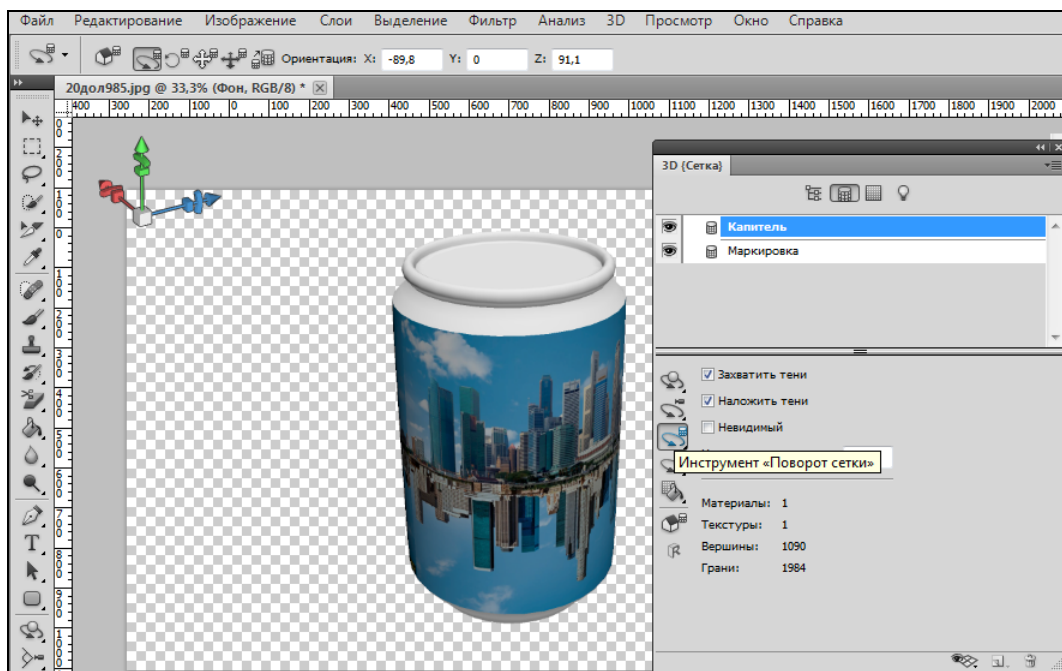 Файл Редактирование Изображение Слои Выделение Фильтр Анализ 3D Просмотр Окно Справка
Ориентация: X: -89,8 Y: 0 Z: 91,1
20дол985.jpg @ 33,3% (Фон, RGB/8) *
400 300 200 100 0 100 200 300 400 500 600 700 800 900 1000 1100 1200 1300 1400 1500 1600 1700 1800 1900 2000
3D {Сетка}
Капитель
Маркировка
Захватить тени
Наложить тени
Невидимый
Инструмент «Поворот сетки»
Материалы: 1
Текстуры: 1
Вершины: 1090
Грани: 1984